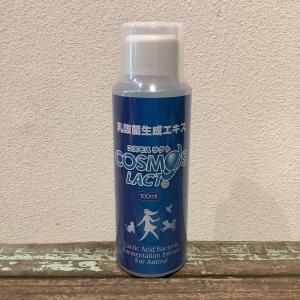 乳酸菌生成エキス
コスモス ラクト
COSMOS
LACT
100ml
Lactic Acid Bacteria
Fermentation Extract
For Animal